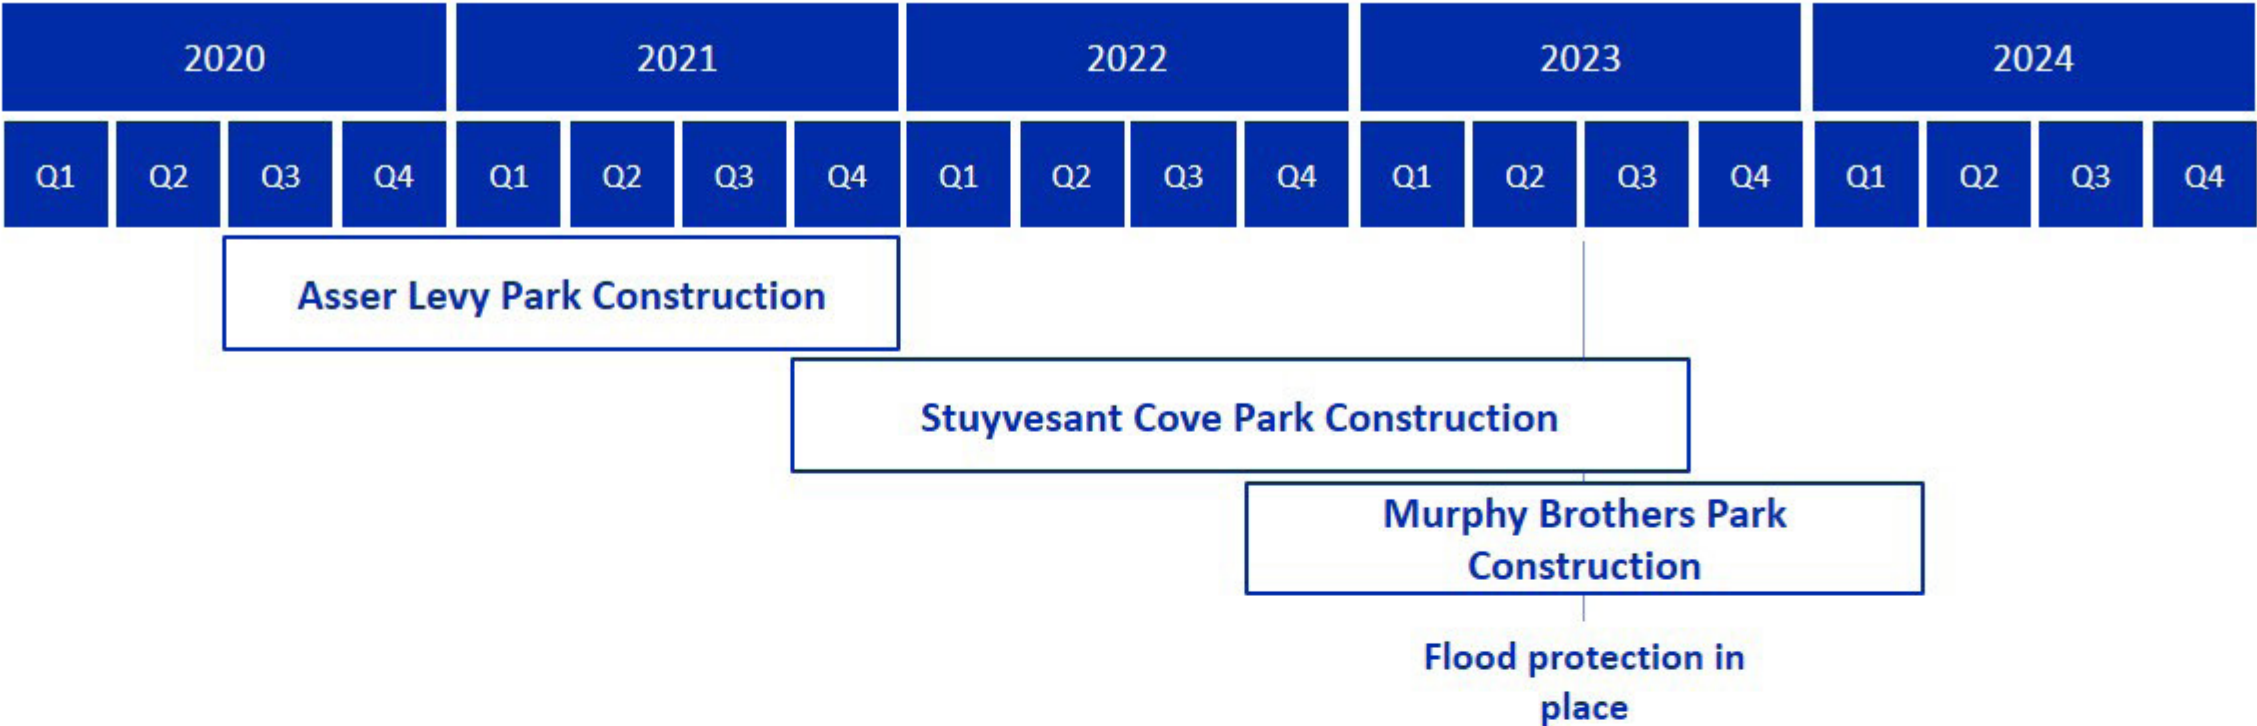 2020 2021 2022 2023 2024
Q1 Q2 Q3 Q4 Q1 Q2 Q3 Q4 Q1 Q2 Q3 Q4 Q1 Q2 Q3 Q4 Q1 Q2 Q3 Q4
Asser Levy Park Construction
Stuyvesant Cove Park Construction
Murphy Brothers Park
Construction
Flood protection in
place